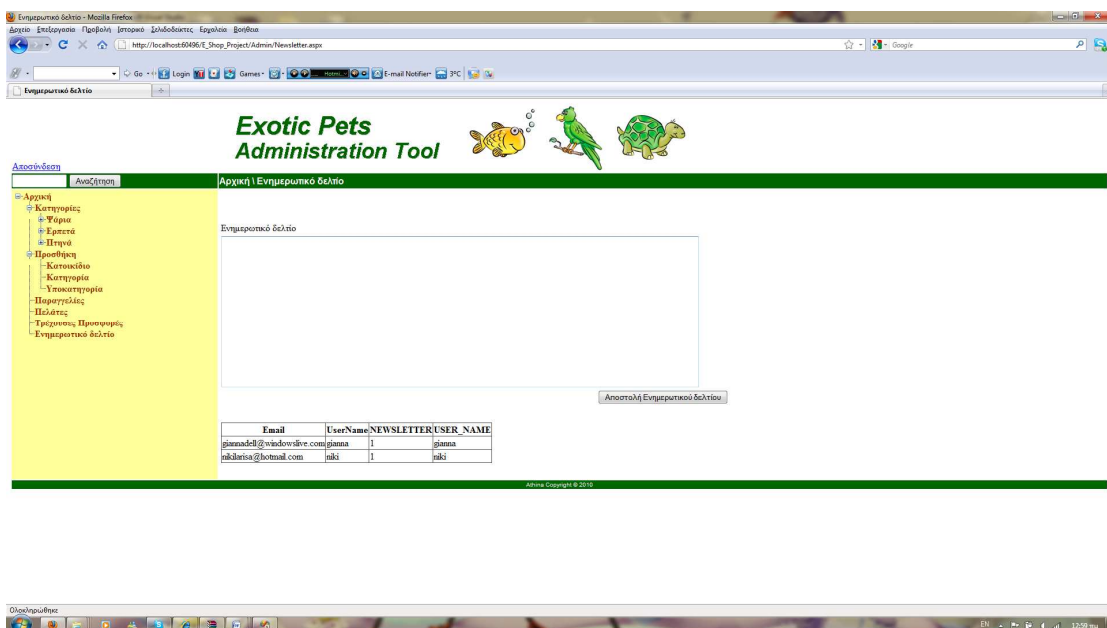 Ενημερωτικό δελτίο - Mozilla Firefox
Αρχείο Επεξεργασία Προβολή Ιστορικό Σελιδοδείκτες Εργαλεία Βοήθεια
http://localhost:60496/E_Shop_Project/Admin/Newsletter.aspx
Google
Go Login Games E-mail Notifier 3°C
Ενημερωτικό δελτίο
Exotic Pets
Administration Tool
Αποσύνδεση
Αναζήτηση
Αρχική \ Ενημερωτικό δελτίο
Αρχική
Κατηγορίες
Ψάρια
Ερπετά
Πτηνά
Προσθήκη
Κατοικίδιο
Κατηγορία
Υποκατηγορία
Παραγγελίες
Πελάτες
Τρέχουσες Προσφορές
Ενημερωτικό δελτίο
Ενημερωτικό δελτίο
Αποστολή Ενημερωτικού δελτίου
Email UserName NEWSLETTER USER_NAME
giannadell@windowslive.com gianna 1 gianna
nikilarisa@hotmail.com niki 1 niki
Athina Copyright © 2010
Ολοκληρώθηκε
EN 12:59 πμ